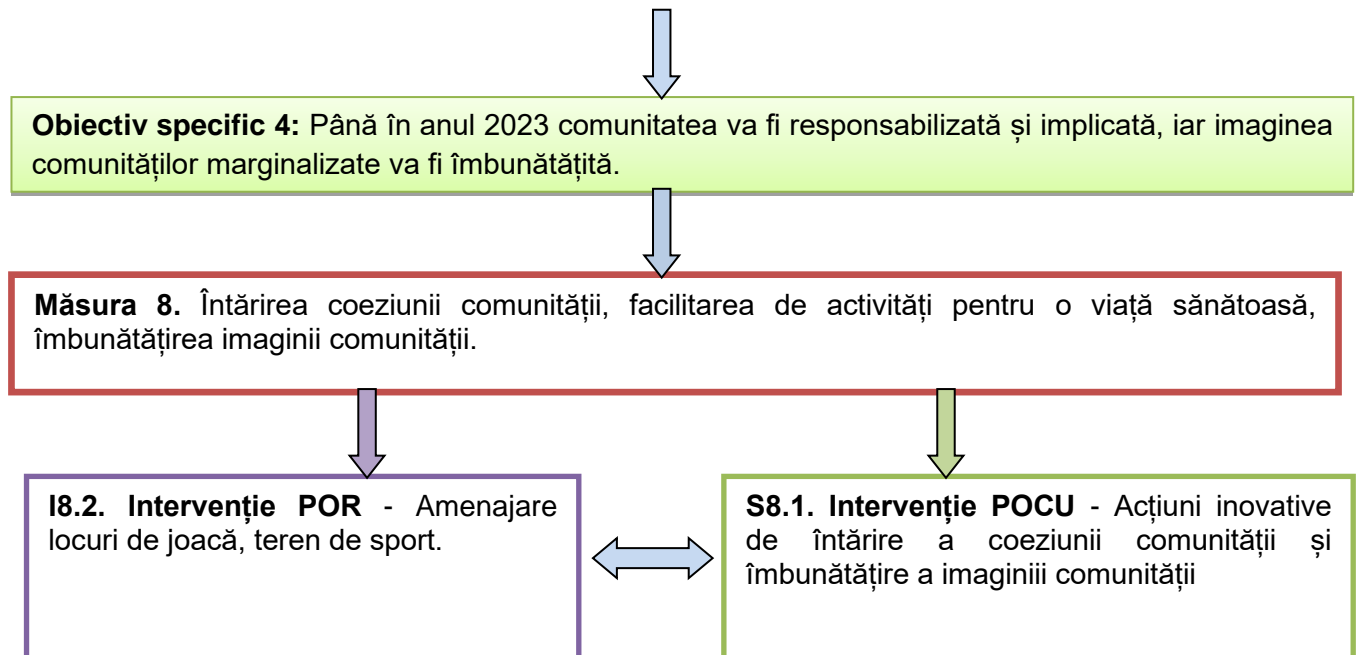 Obiectiv specific 4: Până în anul 2023 comunitatea va fi responsabilizată și implicată, iar imaginea
comunităților marginalizate va fi îmbunătățită.
Măsura 8. Întărirea coeziunii comunității, facilitarea de activități pentru o viață sănătoasă,
îmbunătățirea imaginii comunității.
I8.2. Intervenție POR - Amenajare
locuri de joacă, teren de sport.
S8.1. Intervenție POCU - Acțiuni inovative
de întărire a coeziunii comunității și
îmbunătățire a imaginiii comunității